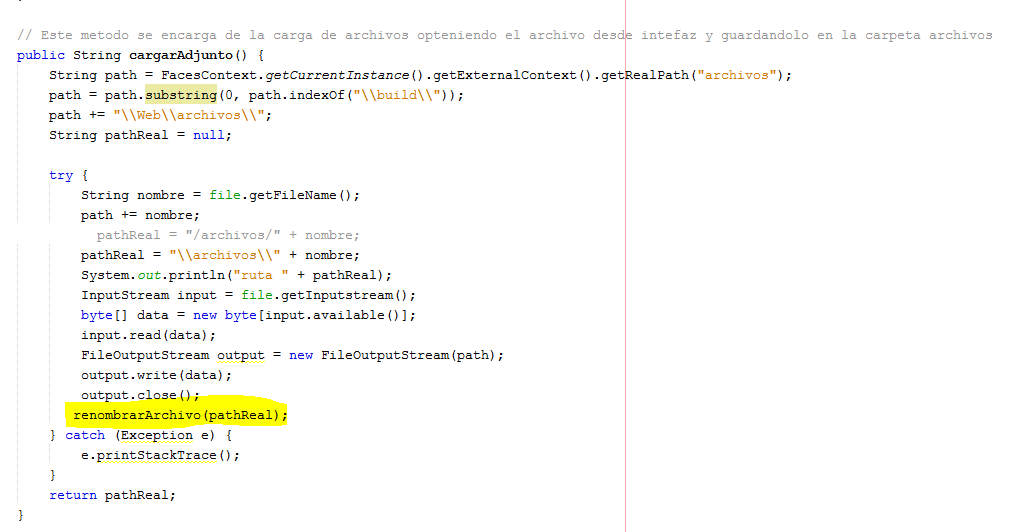 // Este metodo se encarga de la carga de archivos opteniendo el archivo desde intefaz y guardandolo en la carpeta archivos
public String cargarAdjunto() {
    String path = FacesContext.getCurrentInstance().getExternalContext().getRealPath("archivos");
    path = path.substring(0, path.indexOf("\\build\\"));
    path += "\\Web\\archivos\\";
    String pathReal = null;

    try {
        String nombre = file.getFileName();
        path += nombre;
          pathReal = "/archivos/" + nombre;
        pathReal = "\\archivos\\" + nombre;
        System.out.println("ruta " + pathReal);
        InputStream input = file.getInputstream();
        byte[] data = new byte[input.available()];
        input.read(data);
        FileOutputStream output = new FileOutputStream(path);
        output.write(data);
        output.close();
       renombrarArchivo(pathReal);
    } catch (Exception e) {
        e.printStackTrace();
    }
    return pathReal;
}